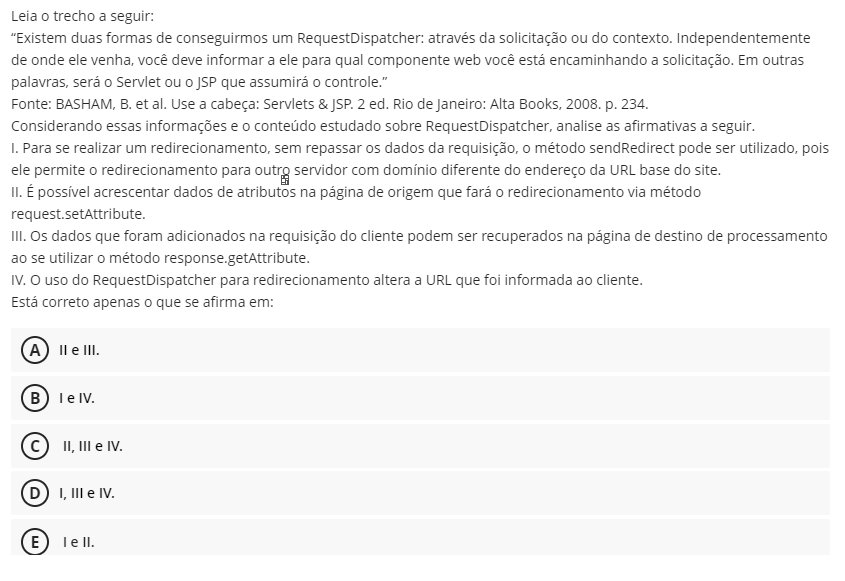 Leia o trecho a seguir:
“Existem duas formas de conseguirmos um RequestDispatcher: através da solicitação ou do contexto. Independentemente
de onde ele venha, você deve informar a ele para qual componente web você está encaminhando a solicitação. Em outras
palavras, será o Servlet ou o JSP que assumirá o controle.”
Fonte: BASHAM, B. et al. Use a cabeça: Servlets & JSP. 2 ed. Rio de Janeiro: Alta Books, 2008. p. 234.
Considerando essas informações e o conteúdo estudado sobre RequestDispatcher, analise as afirmativas a seguir.
I. Para se realizar um redirecionamento, sem repassar os dados da requisição, o método sendRedirect pode ser utilizado, pois
ele permite o redirecionamento para outro servidor com domínio diferente do endereço da URL base do site.
II. É possível acrescentar dados de atributos na página de origem que fará o redirecionamento via método
request.setAttribute.
III. Os dados que foram adicionados na requisição do cliente podem ser recuperados na página de destino de processamento
ao se utilizar o método response.getAttribute.
IV. O uso do RequestDispatcher para redirecionamento altera a URL que foi informada ao cliente.
Está correto apenas o que se afirma em:
A II e III.
B I e IV.
C II, III e IV.
D I, III e IV.
E I e II.